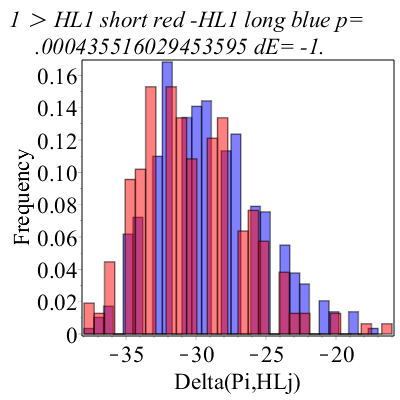 1 > HL1 short red -HL1 long blue p=
.000435516029453595 dE= -1.
0.16
0.14
0.12
0.10
0.08
0.06
0.04
0.02
0
Frequency
-35 -30 -25 -20
Delta(Pi,HLj)